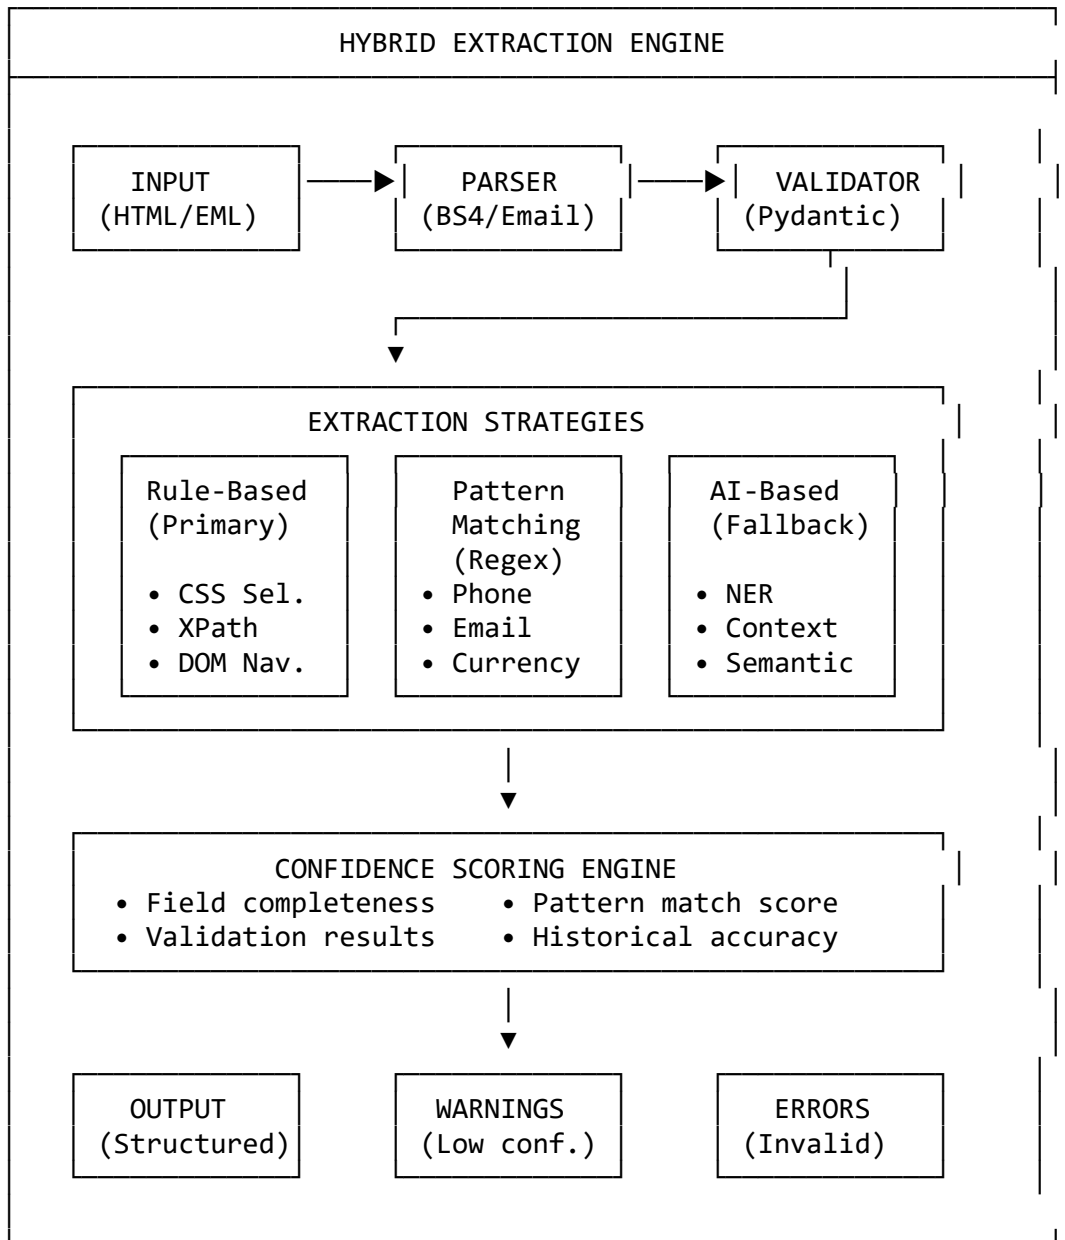 HYBRID EXTRACTION ENGINE
INPUT PARSER VALIDATOR
(HTML/EML) (BS4/Email) (Pydantic)
EXTRACTION STRATEGIES
Rule-Based Pattern AI-Based
(Primary) Matching (Fallback)
(Regex)
• CSS Sel. • Phone • NER
• XPath • Email • Context
• DOM Nav. • Currency • Semantic
CONFIDENCE SCORING ENGINE
• Field completeness • Pattern match score
• Validation results • Historical accuracy
OUTPUT WARNINGS ERRORS
(Structured) (Low conf.) (Invalid)